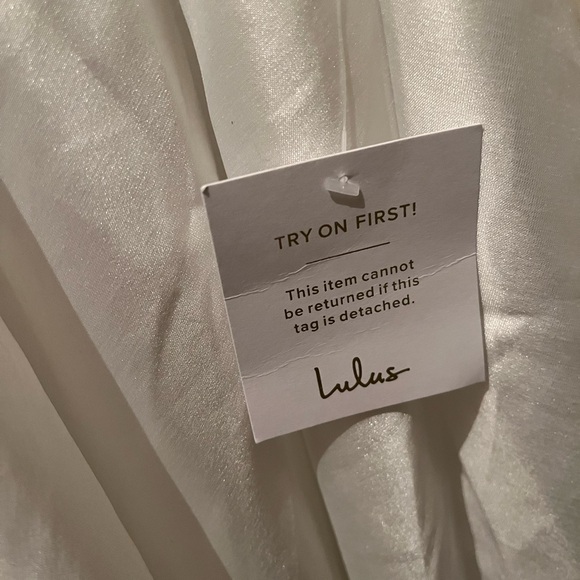 TRY ON FIRST!
This item cannot
be returned if this
tag is detached.
Lulus